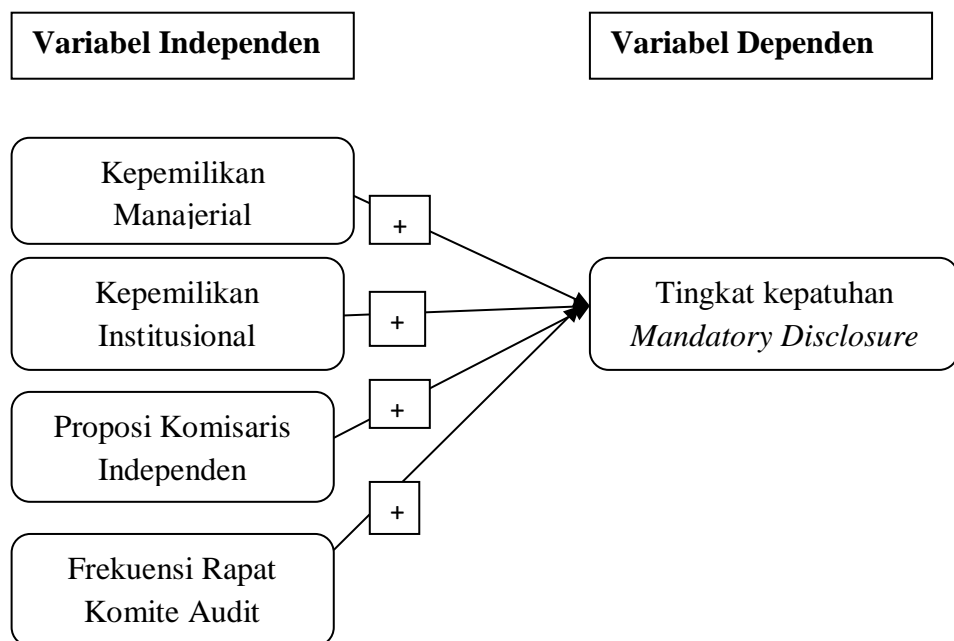 Variabel Independen
Variabel Dependen
Kepemilikan
Manajerial
+
Kepemilikan
Institusional
+
Tingkat kepatuhan
Mandatory Disclosure
Proposi Komisaris
Independen
+
Frekuensi Rapat
Komite Audit
+